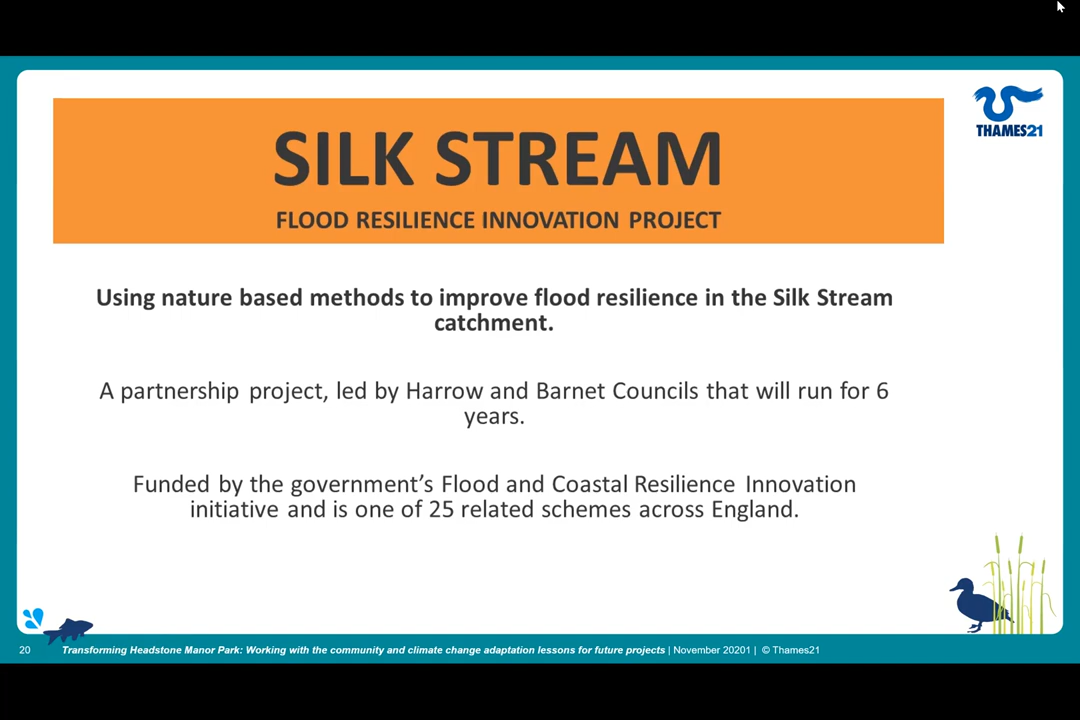 THAMES21
SILK STREAM
FLOOD RESILIENCE INNOVATION PROJECT
Using nature based methods to improve flood resilience in the Silk Stream
catchment.
A partnership project, led by Harrow and Barnet Councils that will run for 6
years.
Funded by the government’s Flood and Coastal Resilience Innovation
initiative and is one of 25 related schemes across England.
20 Transforming Headstone Manor Park: Working with the community and climate change adaptation lessons for future projects | November 20201 | © Thames21